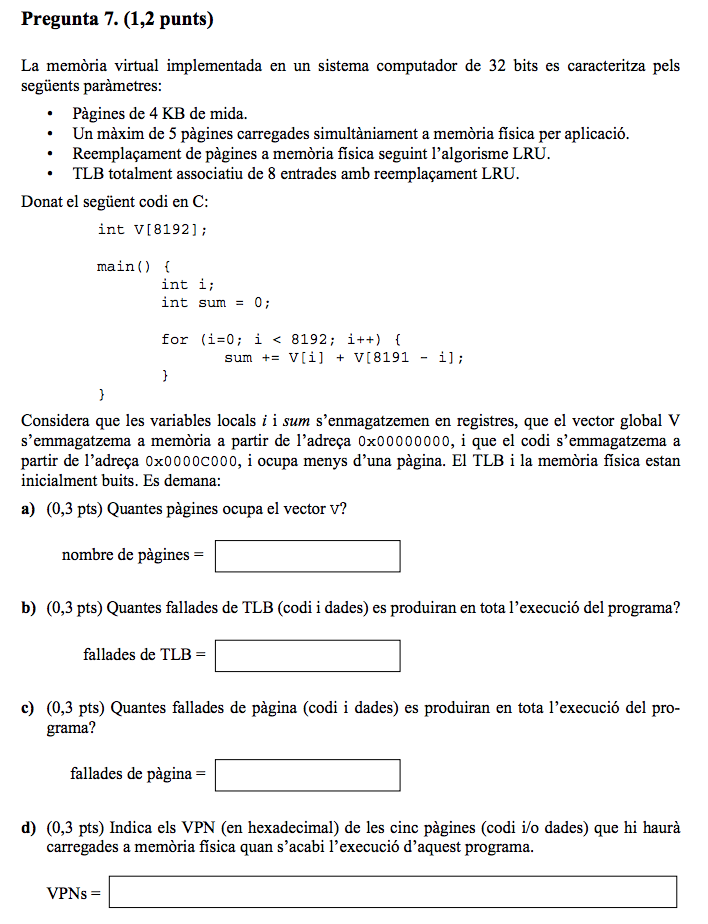 Pregunta 7. (1,2 punts)
La memòria virtual implementada en un sistema computador de 32 bits es caracteritza pels
següents paràmetres:
• Pàgines de 4 KB de mida.
• Un màxim de 5 pàgines carregades simultàniament a memòria física per aplicació.
• Reemplaçament de pàgines a memòria física seguint l'algorisme LRU.
• TLB totalment associatiu de 8 entrades amb reemplaçament LRU.
Donat el següent codi en C:
int V[8192];
main() {
int i;
int sum = 0;
for (i=0; i < 8192; i++) {
sum += V[i] + V[8191 - i];
}
}
Considera que les variables locals i i sum s'enmagatzemen en registres, que el vector global V
s'emmagatzema a memòria a partir de l'adreça 0x00000000, i que el codi s'emmagatzema a
partir de l'adreça 0x0000C000, i ocupa menys d'una pàgina. El TLB i la memòria física estan
inicialment buits. Es demana:
a) (0,3 pts) Quantes pàgines ocupa el vector V?
nombre de pàgines =
b) (0,3 pts) Quantes fallades de TLB (codi i dades) es produiran en tota l'execució del programa?
fallades de TLB =
c) (0,3 pts) Quantes fallades de pàgina (codi i dades) es produiran en tota l'execució del pro-
grama?
fallades de pàgina =
d) (0,3 pts) Indica els VPN (en hexadecimal) de les cinc pàgines (codi i/o dades) que hi haurà
carregades a memòria física quan s'acabi l'execució d'aquest programa.
VPNs =